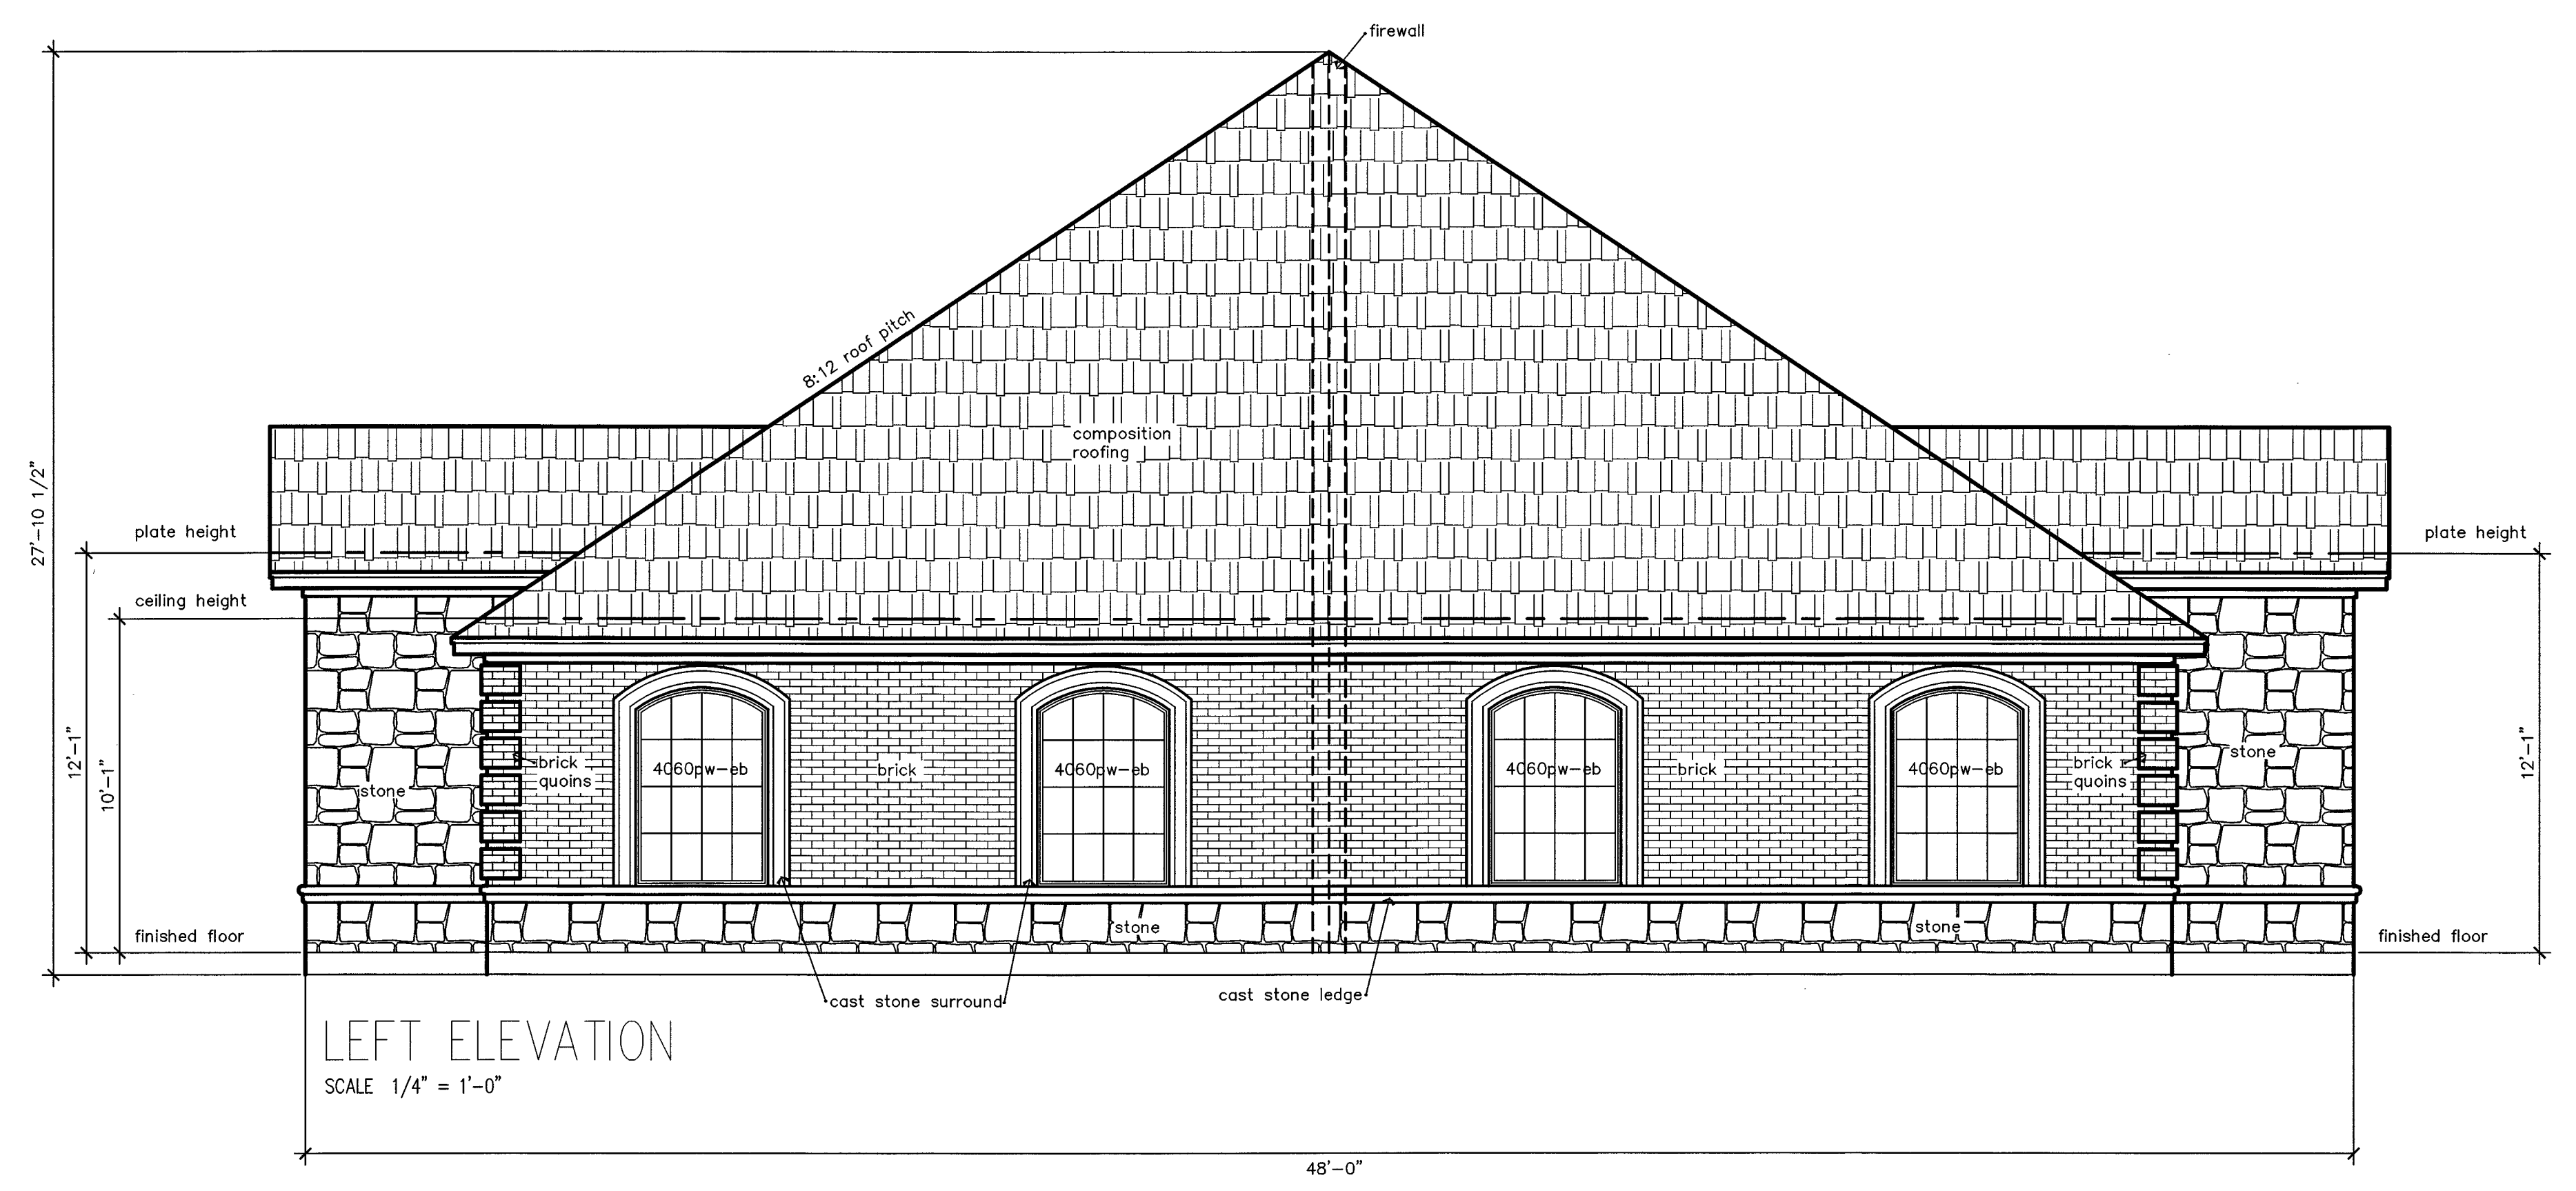 firewall
8:12 roof pitch
composition
roofing
27'-10 1/2"
plate height
plate height
ceiling height
12'-1"
10'-1"
12'-1"
brick
quoins
stone
4060pw-eb
brick
4060pw-eb
4060pw-eb
brick
4060pw-eb
brick
quoins
stone
finished floor
stone
stone
finished floor
cast stone surround
cast stone ledge
LEFT ELEVATION
SCALE 1/4" = 1'-0"
48'-0"